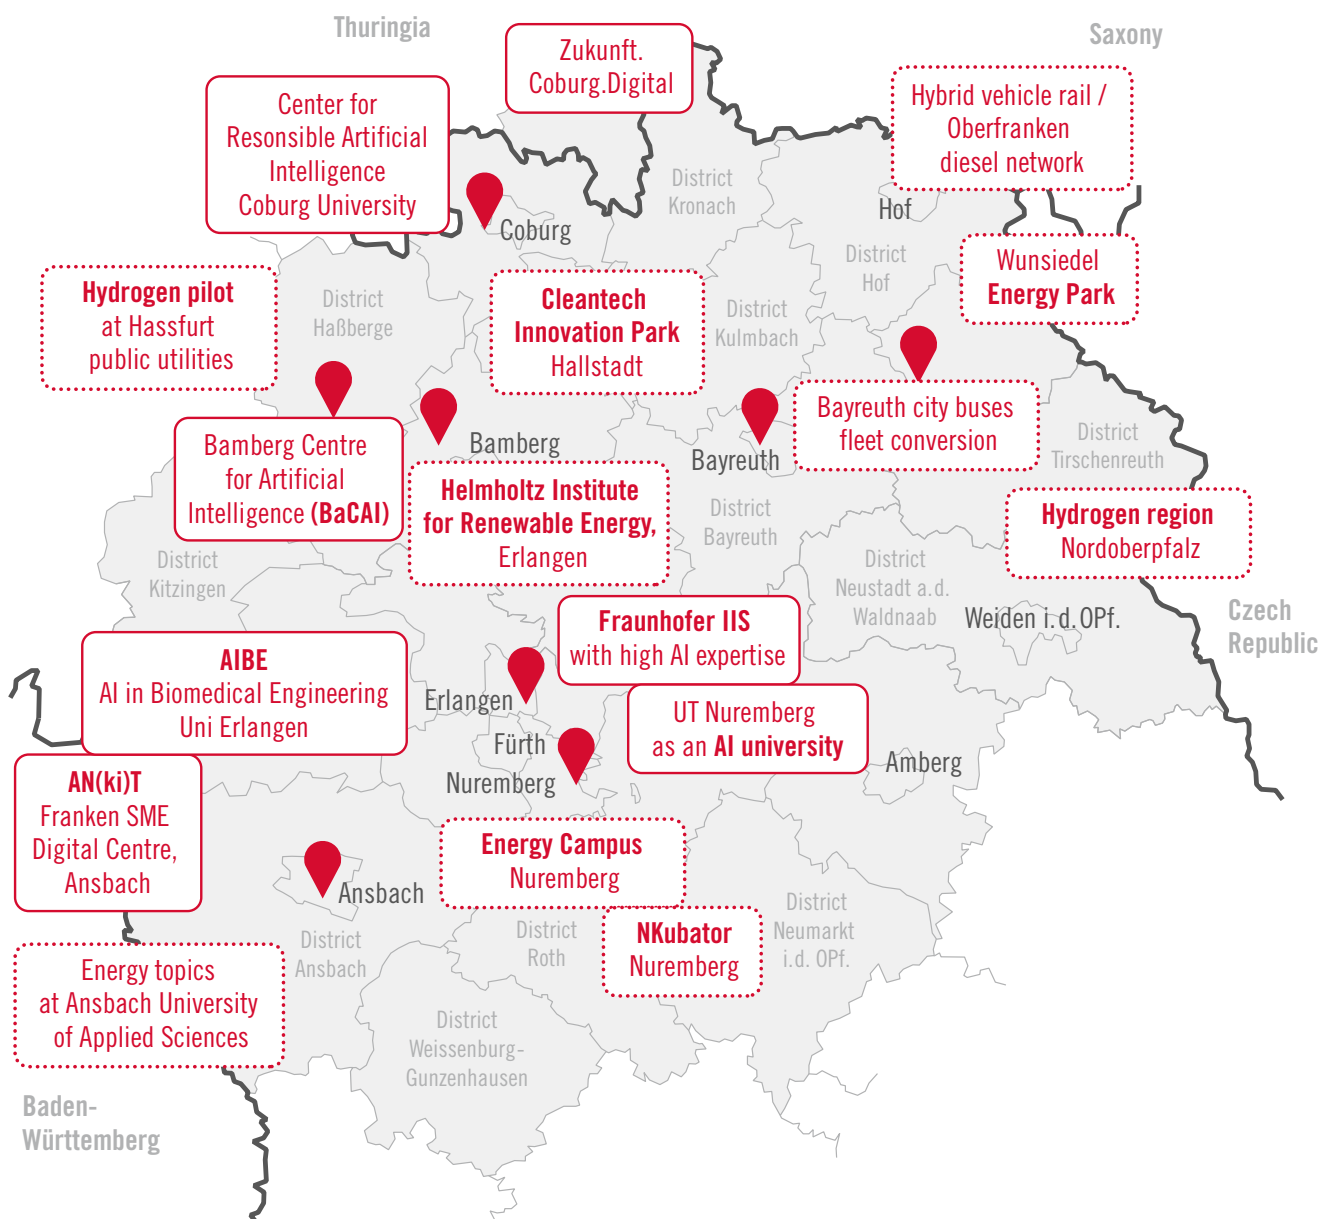 Thuringia
Saxony
Zukunft.
Coburg.Digital
Center for
Resonsible Artificial
Intelligence
Coburg University
Hybrid vehicle rail /
Oberfranken
diesel network
District
Kronach
Hof
Coburg
District
Hof
Wunsiedel
Energy Park
Hydrogen pilot
at Hassfurt
public utilities
District
Haßberge
Cleantech
Innovation Park
Hallstadt
District
Kulmbach
Bayreuth city buses
fleet conversion
District
Tirschenreuth
Bamberg Centre
for Artificial
Intelligence (BaCAI)
Bamberg
Bayreuth
Helmholtz Institute
for Renewable Energy,
Erlangen
District
Bayreuth
Hydrogen region
Nordoberpfalz
District
Kitzingen
District
Neustadt a.d.
Waldnaab
Weiden i.d.OPf.
Czech
Republic
Fraunhofer IIS
with high AI expertise
AIBE
AI in Biomedical Engineering
Uni Erlangen
Erlangen
UT Nuremberg
as an AI university
Fürth
Nuremberg
Amberg
AN(ki)T
Franken SME
Digital Centre,
Ansbach
Energy Campus
Nuremberg
Ansbach
District
Ansbach
District
Roth
NKubator
Nuremberg
District
Neumarkt
i.d. OPf.
Energy topics
at Ansbach University
of Applied Sciences
District
Weissenburg-
Gunzenhausen
Baden-
Württemberg